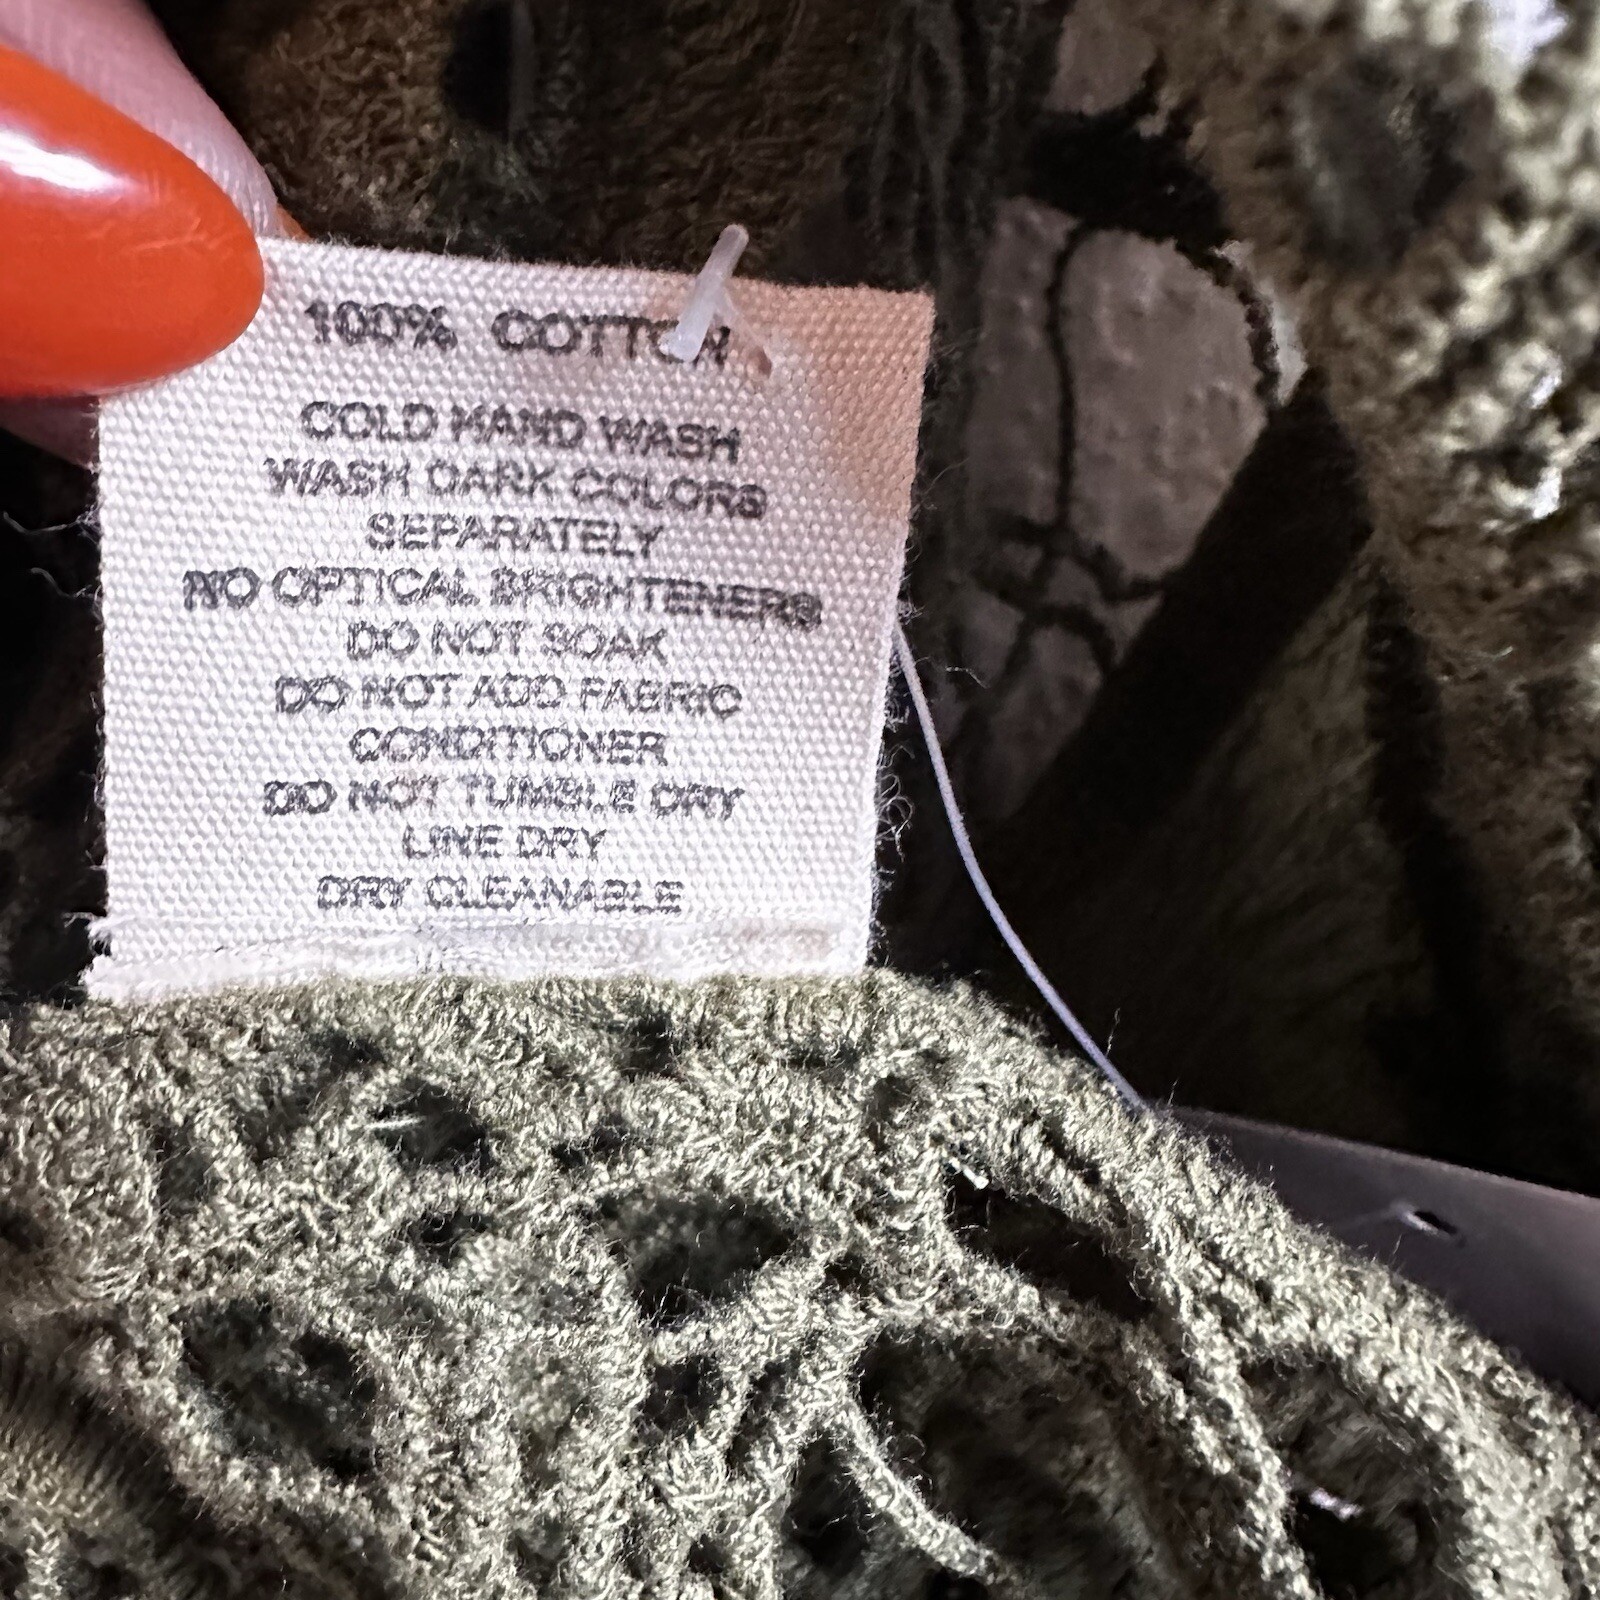 100% COTTON
COLD HAND WASH
WASH DARK COLORS
SEPARATELY
NO OPTICAL BRIGHTENERS
DO NOT SOAK
DO NOT ADD FABRIC
CONDITIONER
DO NOT TUMBLE DRY
LINE DRY
DRY CLEANABLE